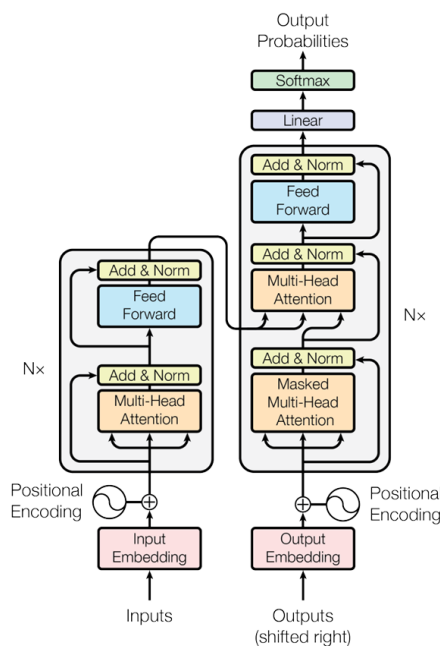 Output
Probabilities
Softmax
Linear
Add & Norm
Feed
Forward
Add & Norm
Multi-Head
Attention
Nx
Add & Norm
Masked
Multi-Head
Attention
Positional
Encoding
Output
Embedding
Outputs
(shifted right)
Add & Norm
Feed
Forward
Nx
Add & Norm
Multi-Head
Attention
Positional
Encoding
Input
Embedding
Inputs